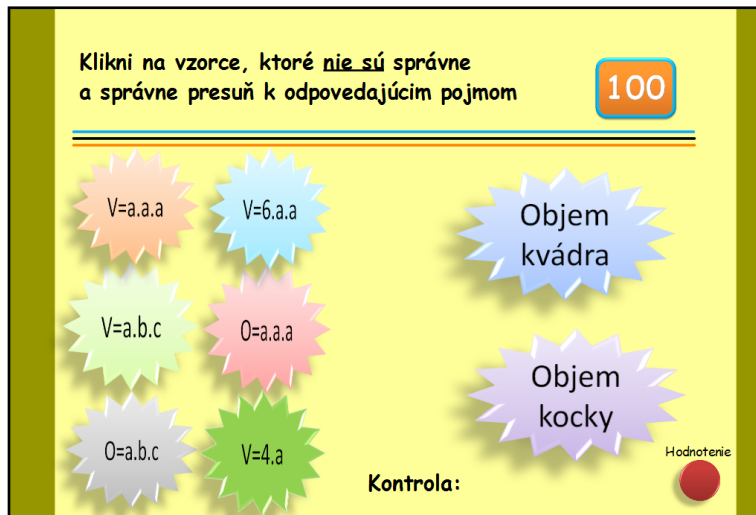 Klikni na vzorce, ktoré nie sú správne
a správne presuň k odpovedajúcim pojmom
100
V=a.a.a
V=6.a.a
V=a.b.c
O=a.a.a
O=a.b.c
V=4.a
Objem
kvádra
Objem
kocky
Kontrola:
Hodnotenie